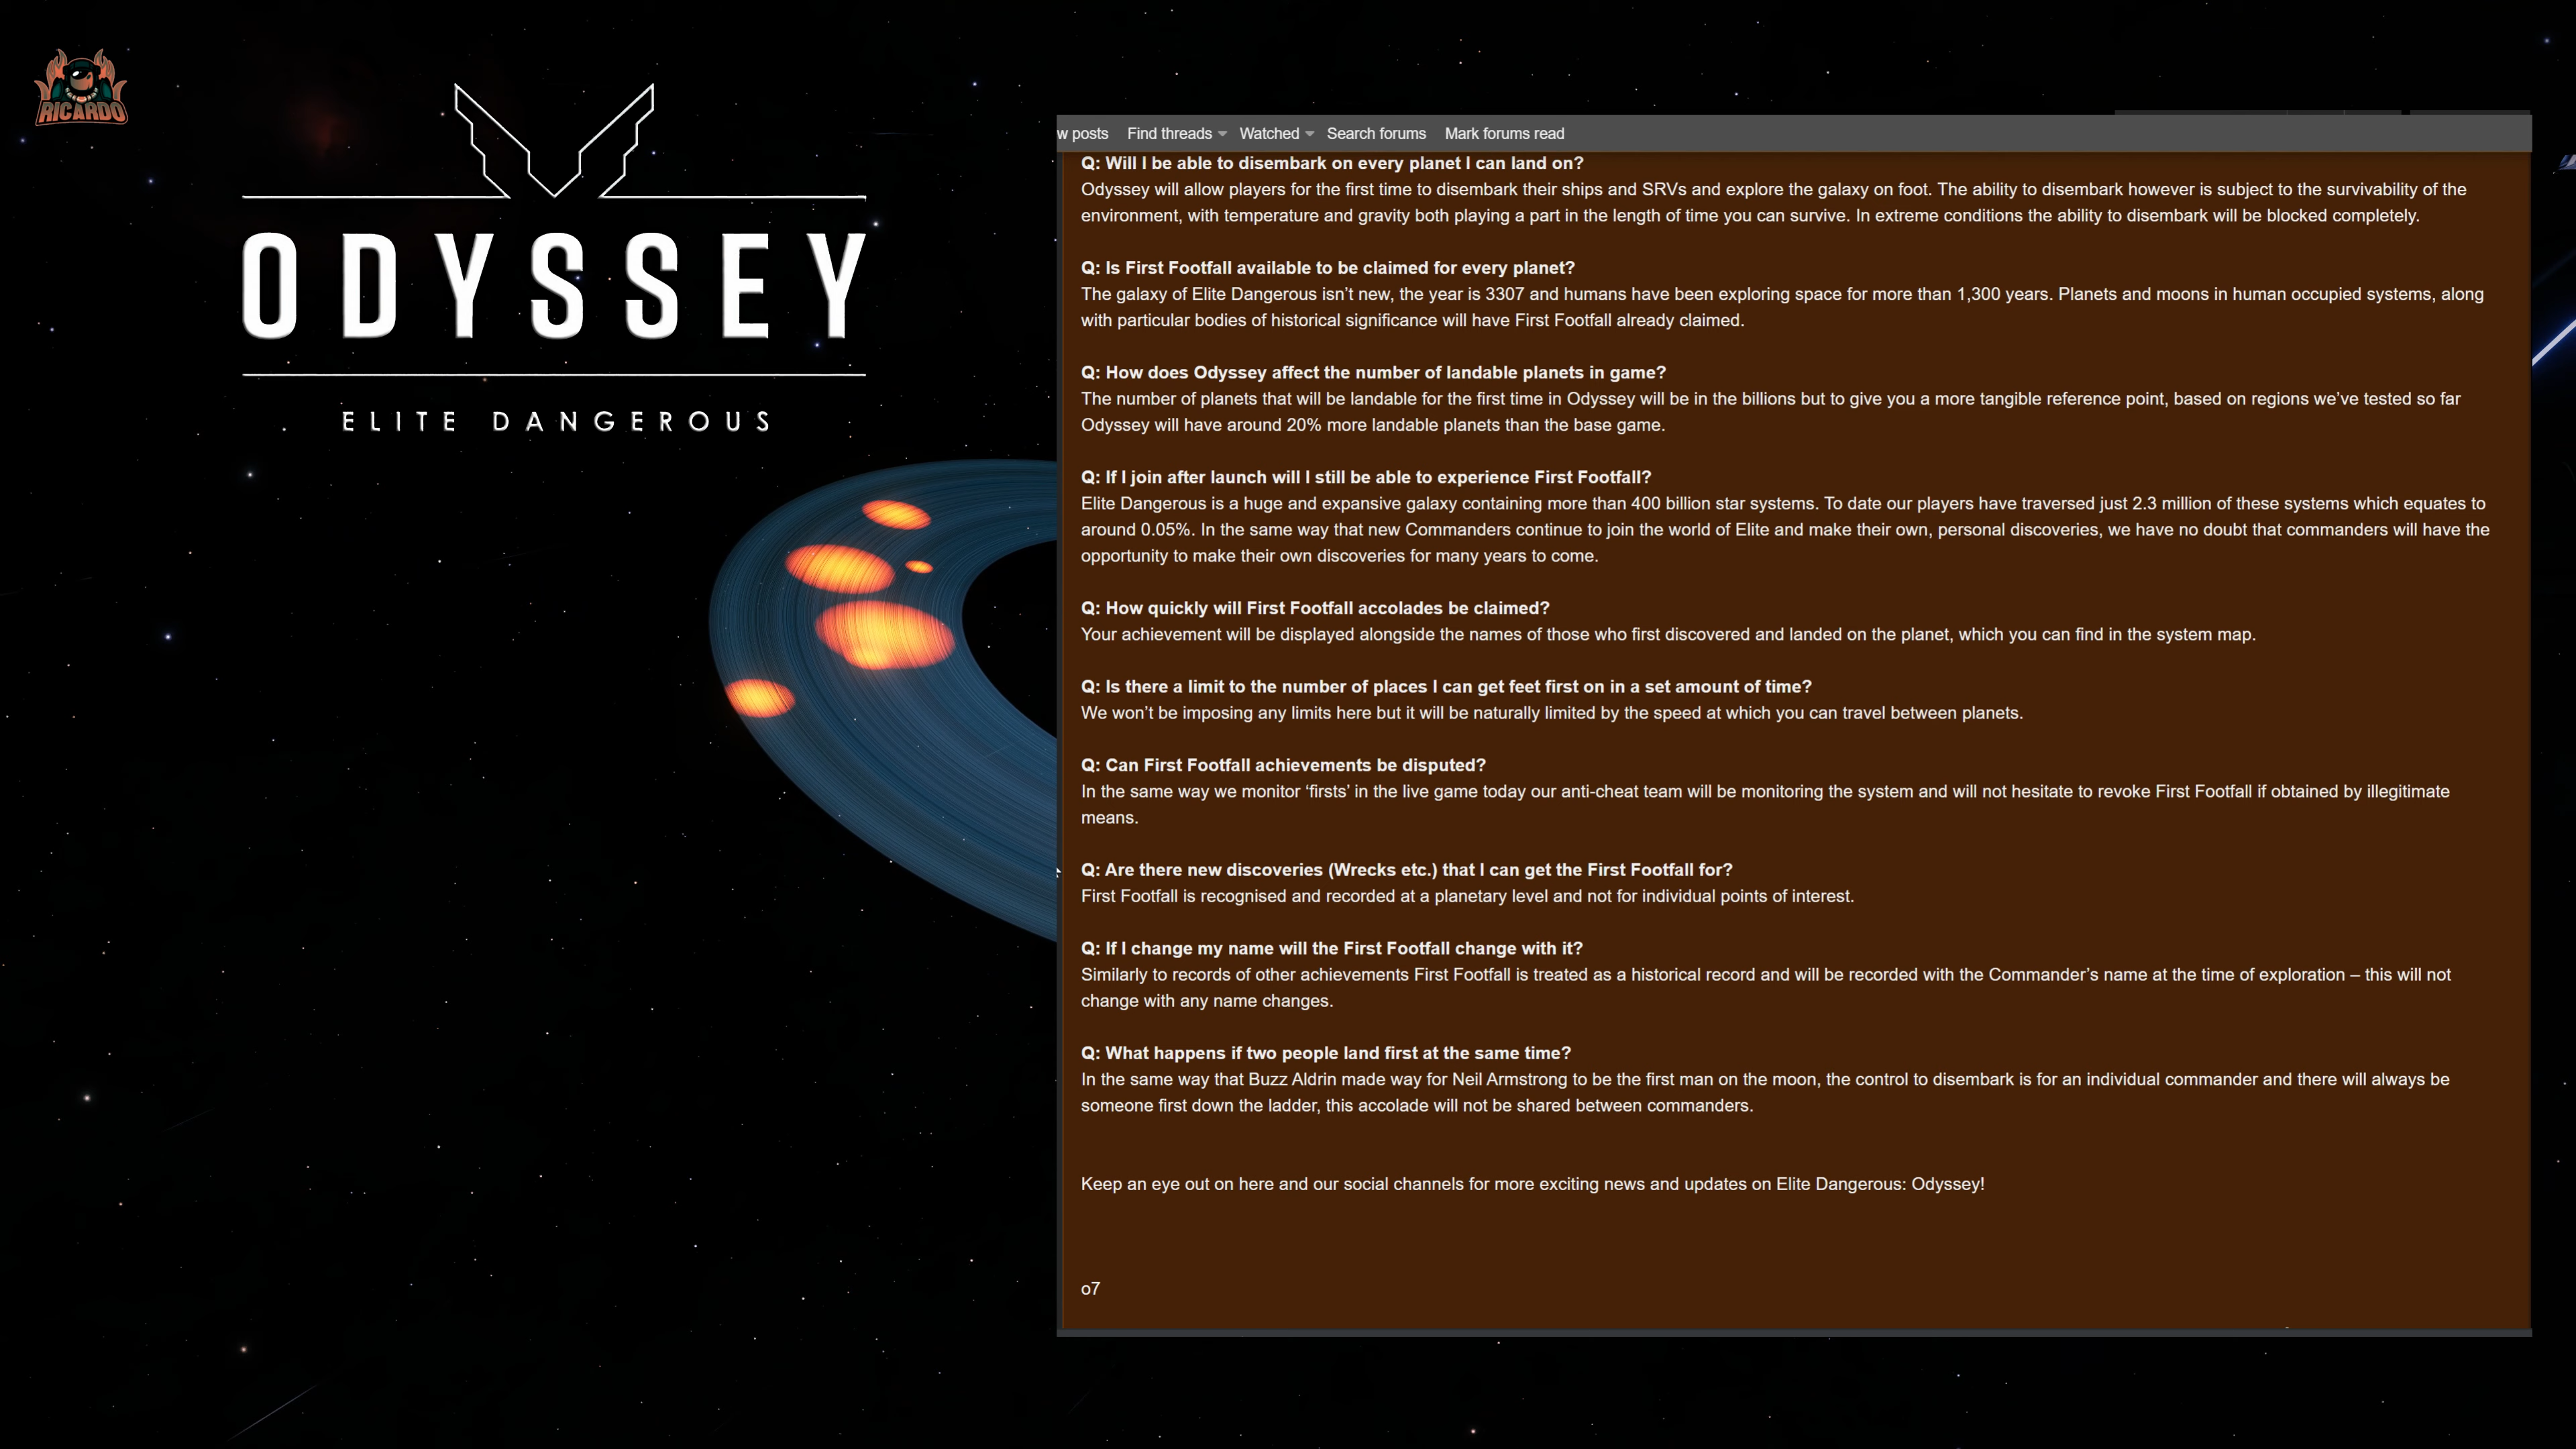 RICARDO
ODYSSEY
ELITE DANGEROUS
w posts Find threads Watched Search forums Mark forums read
Q: Will I be able to disembark on every planet I can land on?
Odyssey will allow players for the first time to disembark their ships and SRVs and explore the galaxy on foot. The ability to disembark however is subject to the survivability of the
environment, with temperature and gravity both playing a part in the length of time you can survive. In extreme conditions the ability to disembark will be blocked completely.
Q: Is First Footfall available to be claimed for every planet?
The galaxy of Elite Dangerous isn’t new, the year is 3307 and humans have been exploring space for more than 1,300 years. Planets and moons in human occupied systems, along
with particular bodies of historical significance will have First Footfall already claimed.
Q: How does Odyssey affect the number of landable planets in game?
The number of planets that will be landable for the first time in Odyssey will be in the billions but to give you a more tangible reference point, based on regions we’ve tested so far
Odyssey will have around 20% more landable planets than the base game.
Q: If I join after launch will I still be able to experience First Footfall?
Elite Dangerous is a huge and expansive galaxy containing more than 400 billion star systems. To date our players have traversed just 2.3 million of these systems which equates to
around 0.05%. In the same way that new Commanders continue to join the world of Elite and make their own, personal discoveries, we have no doubt that commanders will have the
opportunity to make their own discoveries for many years to come.
Q: How quickly will First Footfall accolades be claimed?
Your achievement will be displayed alongside the names of those who first discovered and landed on the planet, which you can find in the system map.
Q: Is there a limit to the number of places I can get feet first on in a set amount of time?
We won’t be imposing any limits here but it will be naturally limited by the speed at which you can travel between planets.
Q: Can First Footfall achievements be disputed?
In the same way we monitor ‘firsts’ in the live game today our anti-cheat team will be monitoring the system and will not hesitate to revoke First Footfall if obtained by illegitimate
means.
Q: Are there new discoveries (Wrecks etc.) that I can get the First Footfall for?
First Footfall is recognised and recorded at a planetary level and not for individual points of interest.
Q: If I change my name will the First Footfall change with it?
Similarly to records of other achievements First Footfall is treated as a historical record and will be recorded with the Commander’s name at the time of exploration – this will not
change with any name changes.
Q: What happens if two people land first at the same time?
In the same way that Buzz Aldrin made way for Neil Armstrong to be the first man on the moon, the control to disembark is for an individual commander and there will always be
someone first down the ladder, this accolade will not be shared between commanders.
Keep an eye out on here and our social channels for more exciting news and updates on Elite Dangerous: Odyssey!
o7